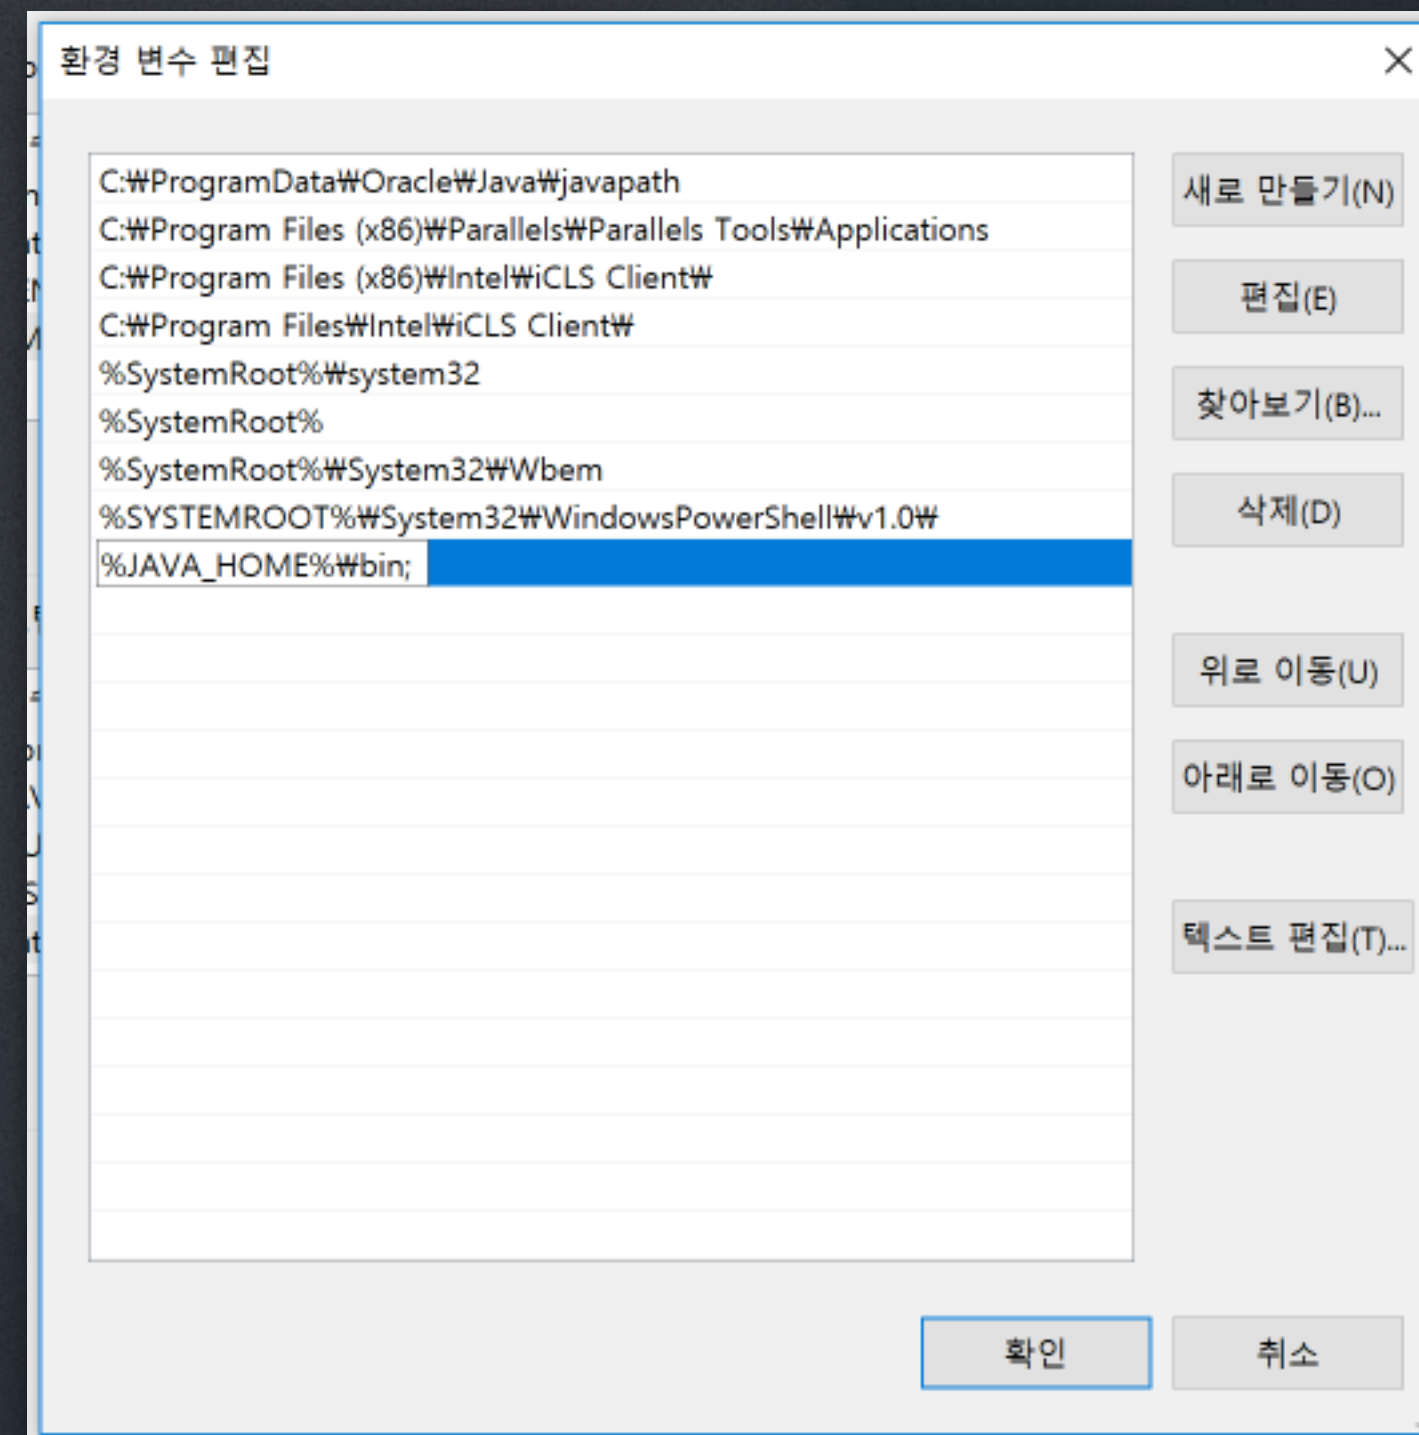 환경 변수 편집
C:₩ProgramData₩Oracle₩Java₩javapath
C:₩Program Files (x86)₩Parallels₩Parallels Tools₩Applications
C:₩Program Files (x86)₩Intel₩iCLS Client₩
C:₩Program Files₩Intel₩iCLS Client₩
%SystemRoot%₩system32
%SystemRoot%
%SystemRoot%₩System32₩Wbem
%SYSTEMROOT%₩System32₩WindowsPowerShell₩v1.0₩
%JAVA_HOME%₩bin;
새로 만들기(N)
편집(E)
찾아보기(B)...
삭제(D)
위로 이동(U)
아래로 이동(O)
텍스트 편집(T)...
확인
취소